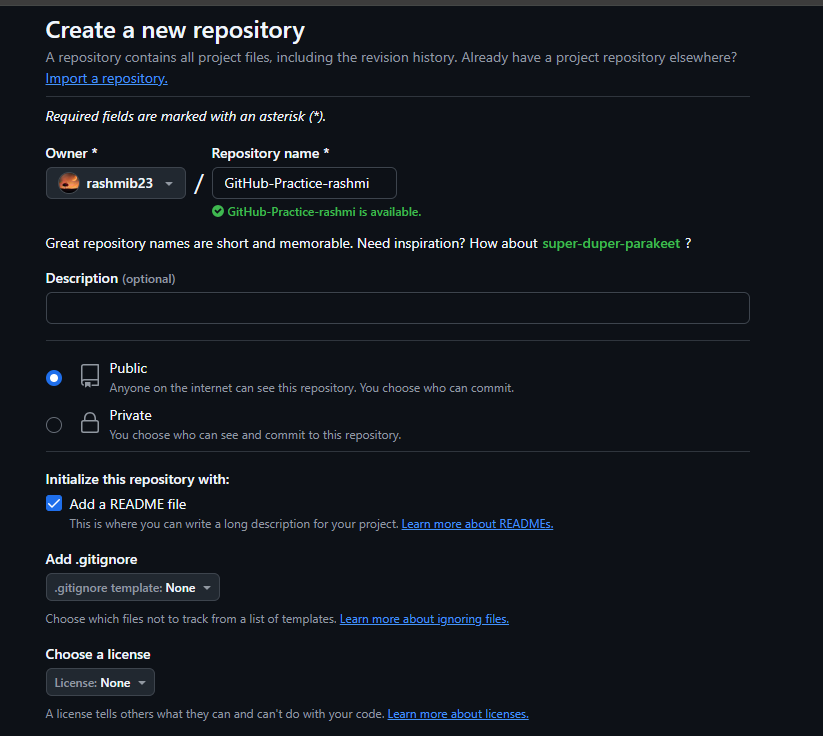 Create a new repository
A repository contains all project files, including the revision history. Already have a project repository elsewhere?
Import a repository.
Required fields are marked with an asterisk (*).
Owner * Repository name *
rashmib23 / GitHub-Practice-rashmi
GitHub-Practice-rashmi is available.
Great repository names are short and memorable. Need inspiration? How about super-duper-parakeet ?
Description (optional)
Public
Anyone on the internet can see this repository. You choose who can commit.
Private
You choose who can see and commit to this repository.
Initialize this repository with:
Add a README file
This is where you can write a long description for your project. Learn more about READMEs.
Add .gitignore
.gitignore template: None
Choose which files not to track from a list of templates. Learn more about ignoring files.
Choose a license
License: None
A license tells others what they can and can't do with your code. Learn more about licenses.